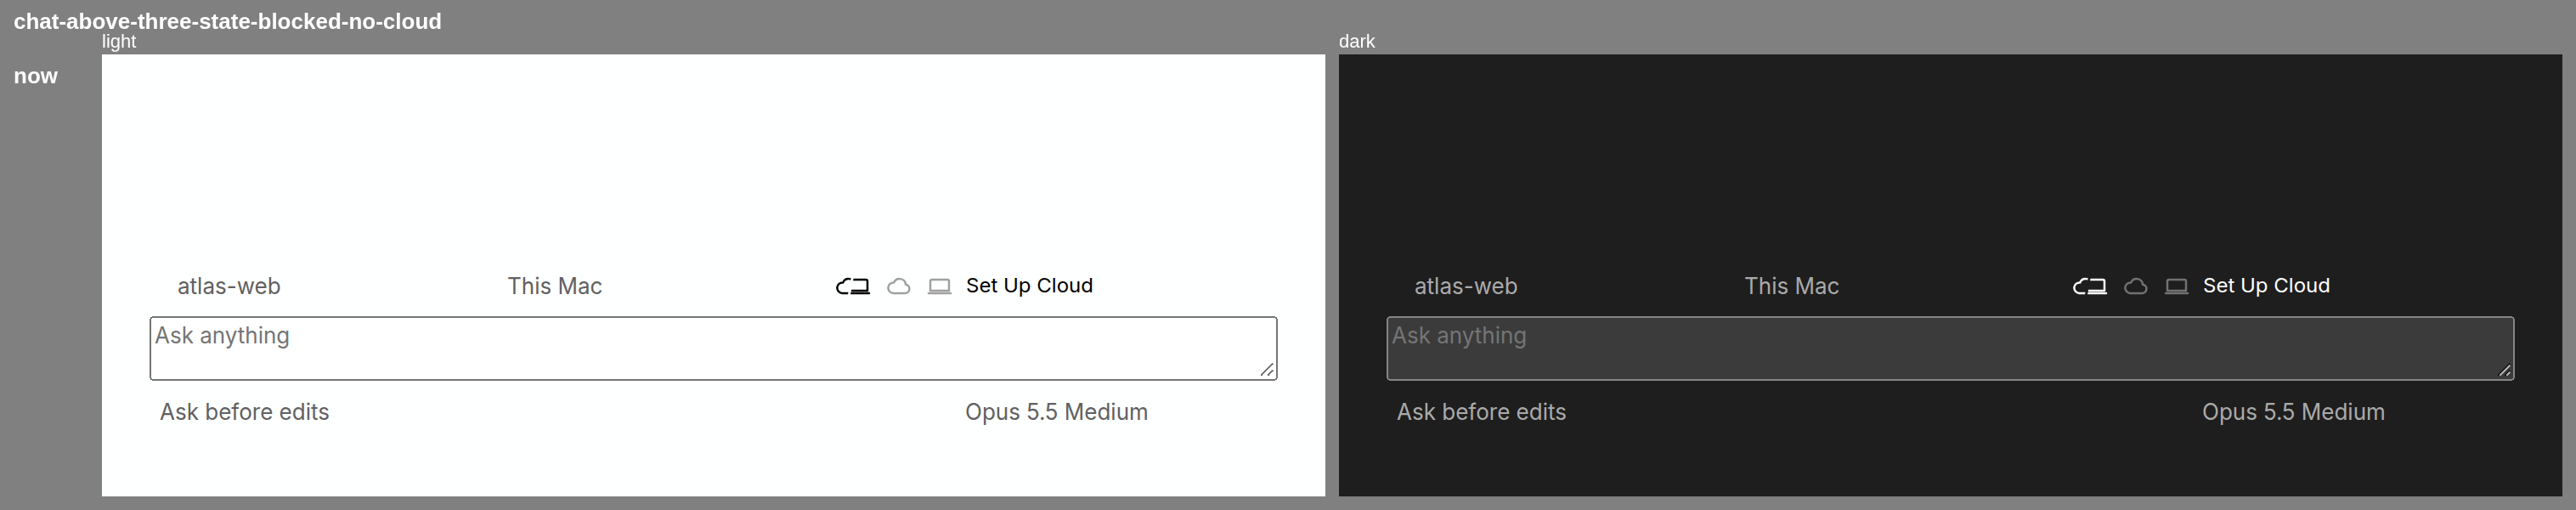 chat-above-three-state-blocked-no-cloud
light
dark
now
atlas-web
This Mac
Set Up Cloud
Ask anything
Ask before edits
Opus 5.5 Medium
atlas-web
This Mac
Set Up Cloud
Ask anything
Ask before edits
Opus 5.5 Medium